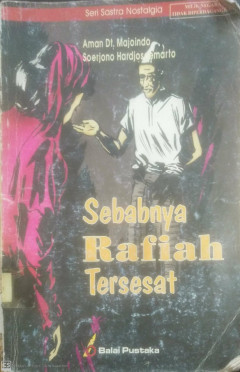 Seri Sastra Nostalgia
Aman Dt. Majoindo
Soerjono Hardjosoemarto
Sebabnya
Rafiah
Tersesat
Balai Pustaka